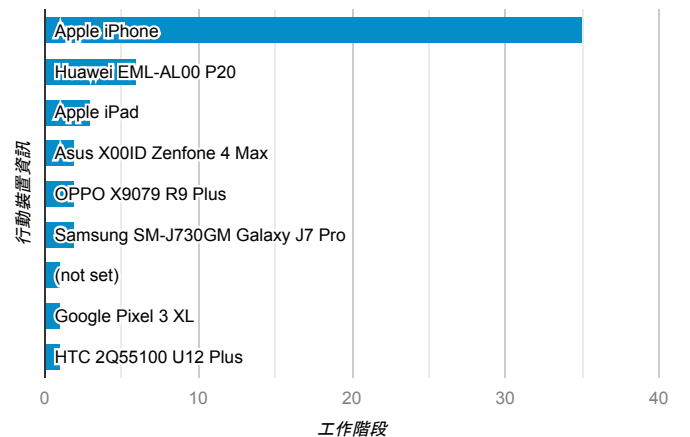 Apple iPhone
Huawei EML-AL00 P20
Apple iPad
Asus X00ID Zenfone 4 Max
OPPO X9079 R9 Plus
Samsung SM-J730GM Galaxy J7 Pro
(not set)
Google Pixel 3 XL
HTC 2Q55100 U12 Plus
行動裝置資訊
0 10 20 30 40
工作階段